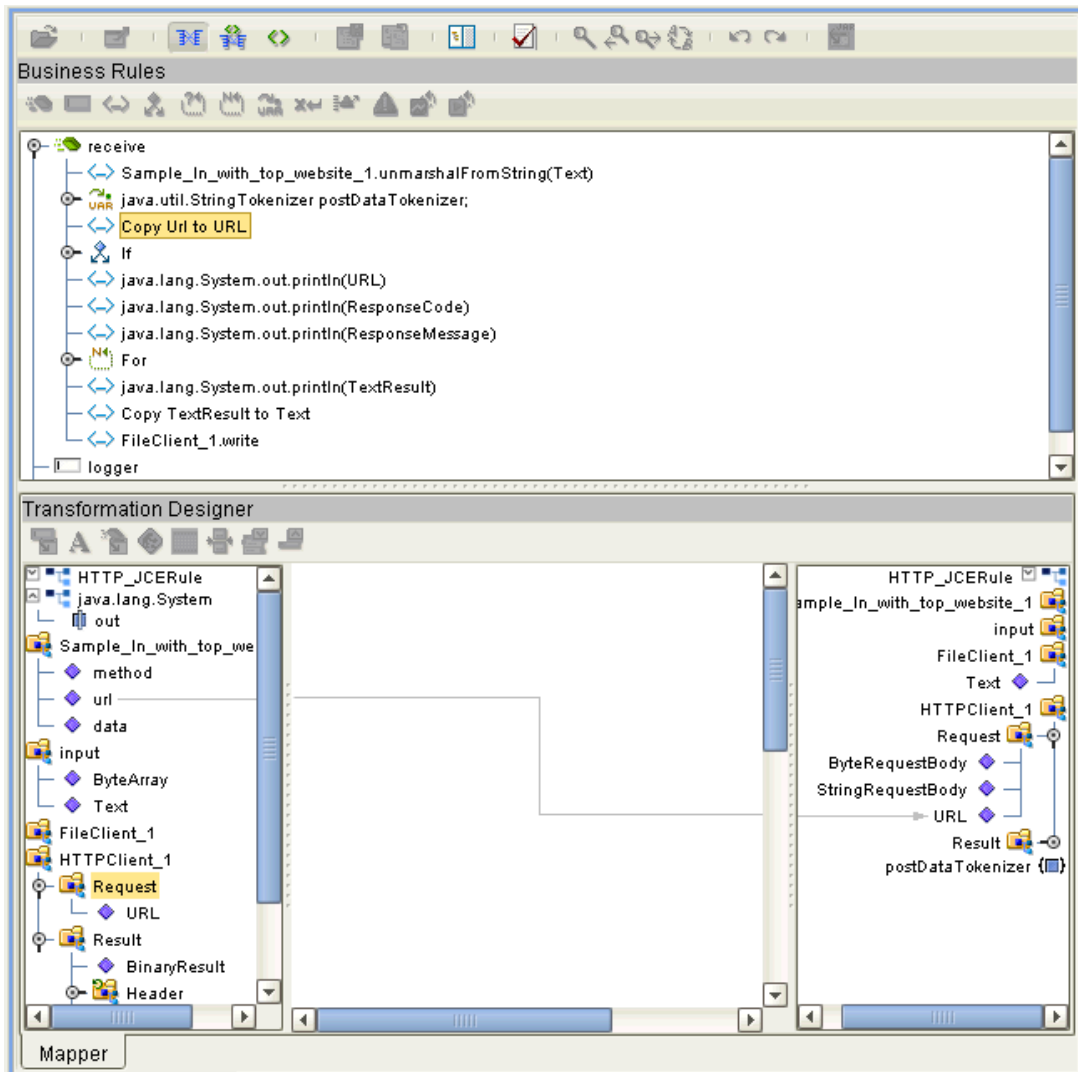 Business Rules
receive
Sample_In_with_top_website_1.unmarshalFromString(Text)
java.util.StringTokenizer postDataTokenizer;
Copy Url to URL
If
java.lang.System.out.println(URL)
java.lang.System.out.println(ResponseCode)
java.lang.System.out.println(ResponseMessage)
For
java.lang.System.out.println(TextResult)
Copy TextResult to Text
FileClient_1.write
logger
Transformation Designer
HTTP_JCERule
java.lang.System
out
Sample_In_with_top_we
method
url
data
input
ByteArray
Text
FileClient_1
HTTPClient_1
Request
URL
Result
BinaryResult
Header
HTTP_JCERule
ample_In_with_top_website_1
input
FileClient_1
Text
HTTPClient_1
Request
ByteRequestBody
StringRequestBody
URL
Result
postDataTokenizer
Mapper